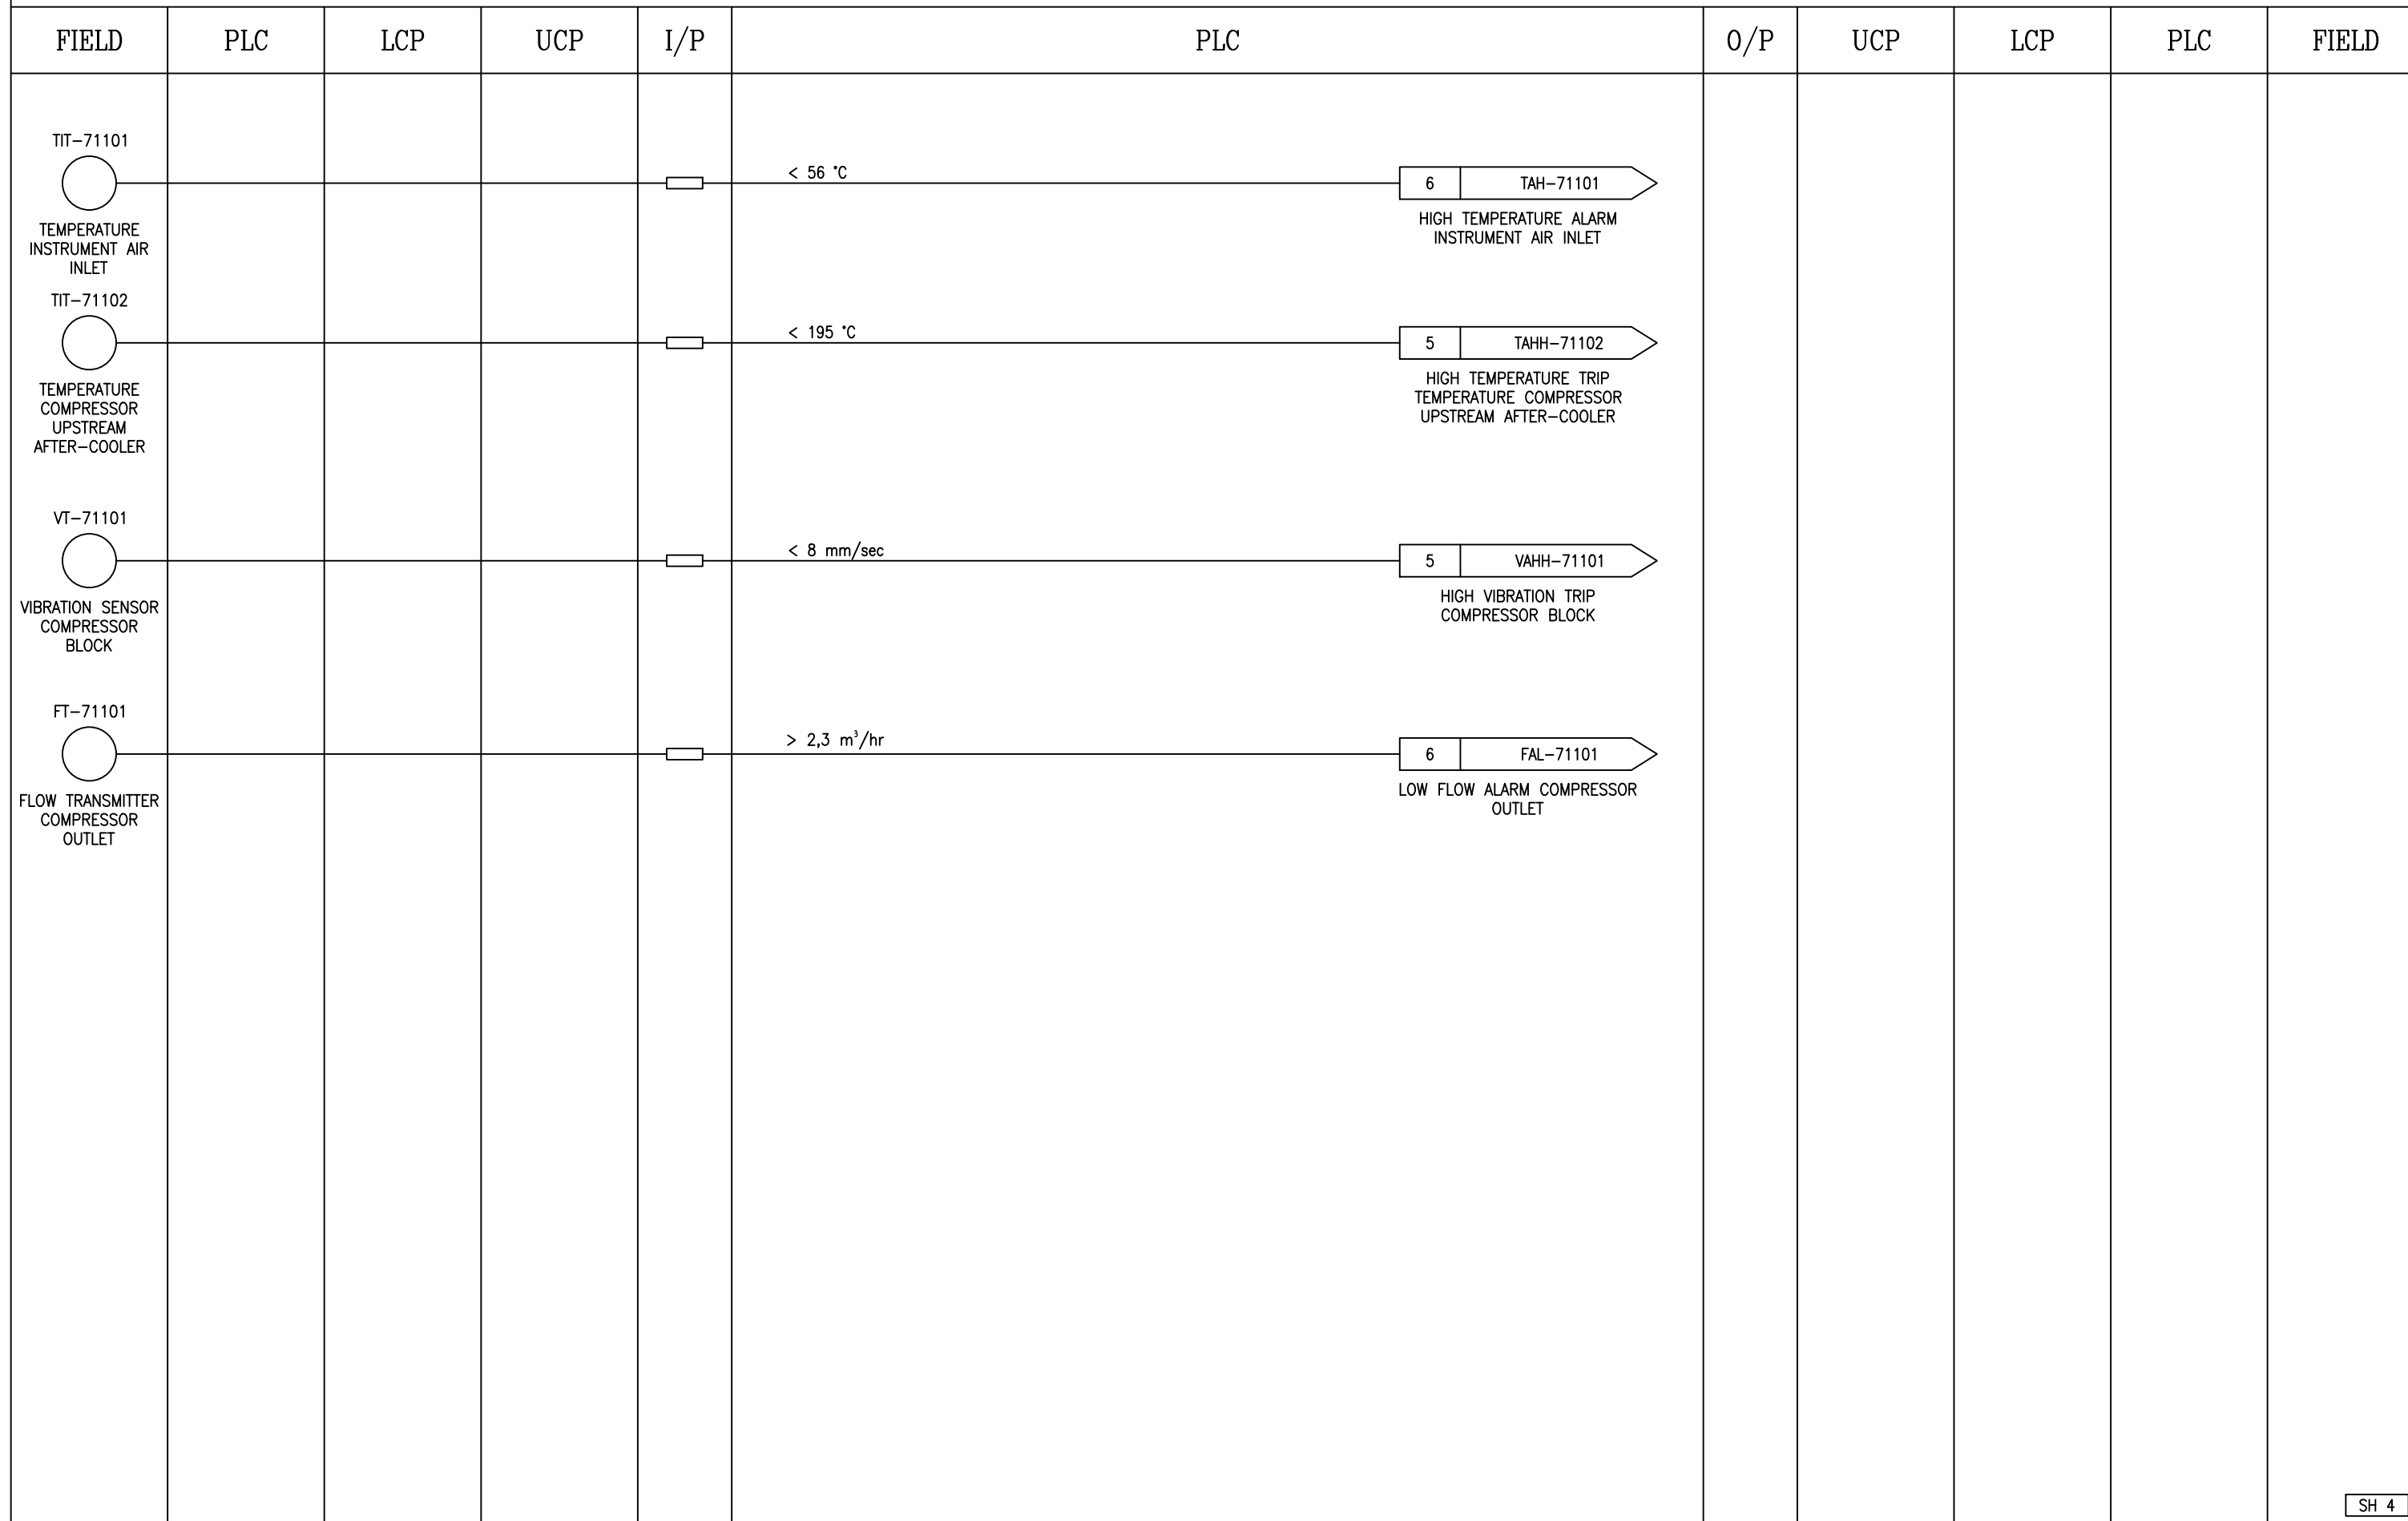 FIELD PLC LCP UCP I/P PLC O/P UCP LCP PLC FIELD
TIT-71101
< 56 °C
6 TAH-71101
TEMPERATURE
INSTRUMENT AIR
INLET
HIGH TEMPERATURE ALARM
INSTRUMENT AIR INLET
TIT-71102
< 195 °C
5 TAHH-71102
TEMPERATURE
COMPRESSOR
UPSTREAM
AFTER-COOLER
HIGH TEMPERATURE TRIP
TEMPERATURE COMPRESSOR
UPSTREAM AFTER-COOLER
VT-71101
< 8 mm/sec
5 VAHH-71101
VIBRATION SENSOR
COMPRESSOR
BLOCK
HIGH VIBRATION TRIP
COMPRESSOR BLOCK
FT-71101
> 2,3 m³/hr
6 FAL-71101
FLOW TRANSMITTER
COMPRESSOR
OUTLET
LOW FLOW ALARM COMPRESSOR
OUTLET
SH 4